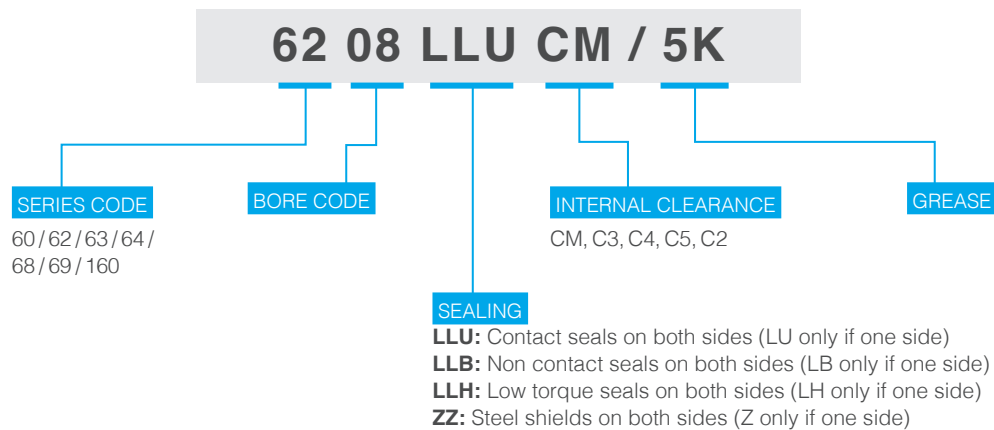 62 08 LLU CM / 5K
SERIES CODE
60 / 62 / 63 / 64 /
68 / 69 / 160
BORE CODE
INTERNAL CLEARANCE
CM, C3, C4, C5, C2
GREASE
SEALING
LLU: Contact seals on both sides (LU only if one side)
LLB: Non contact seals on both sides (LB only if one side)
LLH: Low torque seals on both sides (LH only if one side)
ZZ: Steel shields on both sides (Z only if one side)